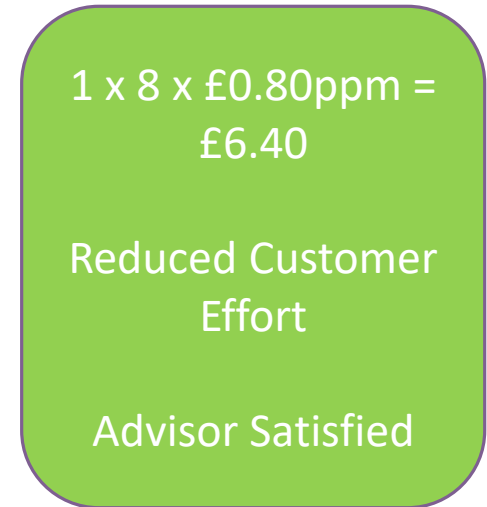 1 x 8 x £0.80ppm =
£6.40
Reduced Customer
Effort
Advisor Satisfied